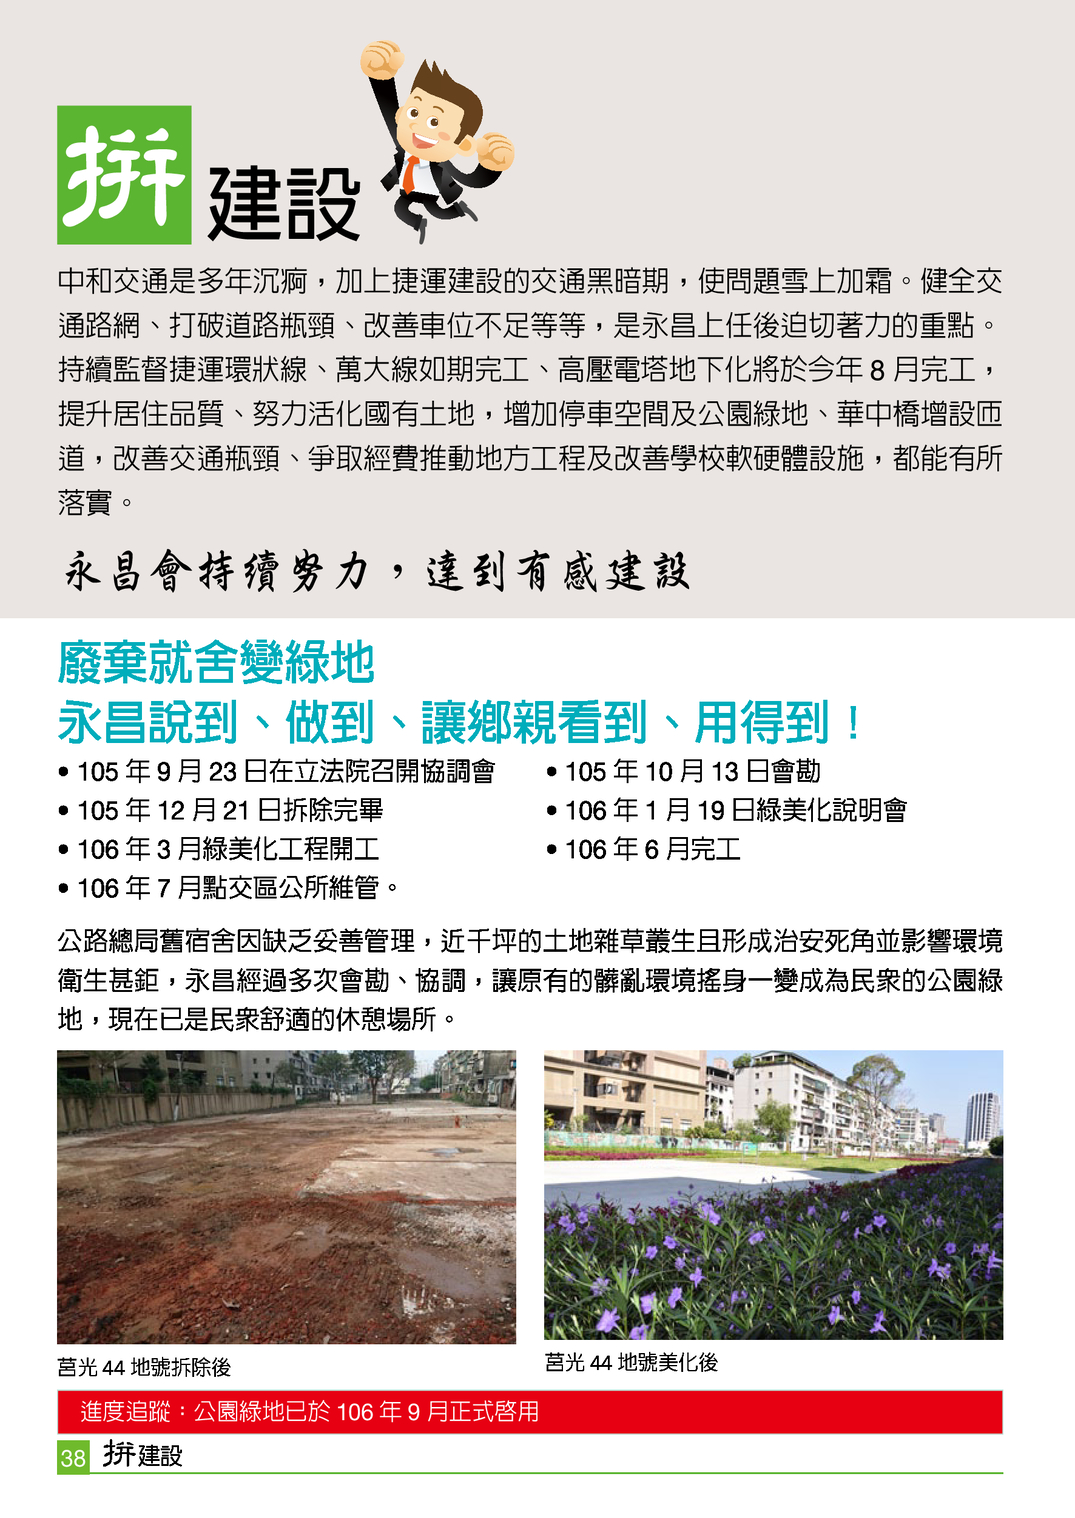 拚建設
中和交通是多年沉痾，加上捷運建設的交通黑暗期，使問題雪上加霜。健全交
通路網、打破道路瓶頸、改善車位不足等等，是永昌上任後迫切著力的重點。
持續監督捷運環狀線、萬大線如期完工、高壓電塔地下化將於今年 8 月完工，
提升居住品質、努力活化國有土地，增加停車空間及公園綠地、華中橋增設匝
道，改善交通瓶頸、爭取經費推動地方工程及改善學校軟硬體設施，都能有所
落實。
永昌會持續努力，達到有感建設
廢棄就舍變綠地
永昌說到、做到、讓鄉親看到、用得到！
• 105 年 9 月 23 日在立法院召開協調會
• 105 年 10 月 13 日會勘
• 105 年 12 月 21 日拆除完畢
• 106 年 1 月 19 日綠美化說明會
• 106 年 3 月綠美化工程開工
• 106 年 6 月完工
• 106 年 7 月點交區公所維管。
公路總局舊宿舍因缺乏妥善管理，近千坪的土地雜草叢生且形成治安死角並影響環境
衛生甚鉅，永昌經過多次會勘、協調，讓原有的髒亂環境搖身一變成為民眾的公園綠
地，現在已是民眾舒適的休憩場所。
莒光 44 地號拆除後
莒光 44 地號美化後
進度追蹤：公園綠地已於 106 年 9 月正式啓用
38 拚建設